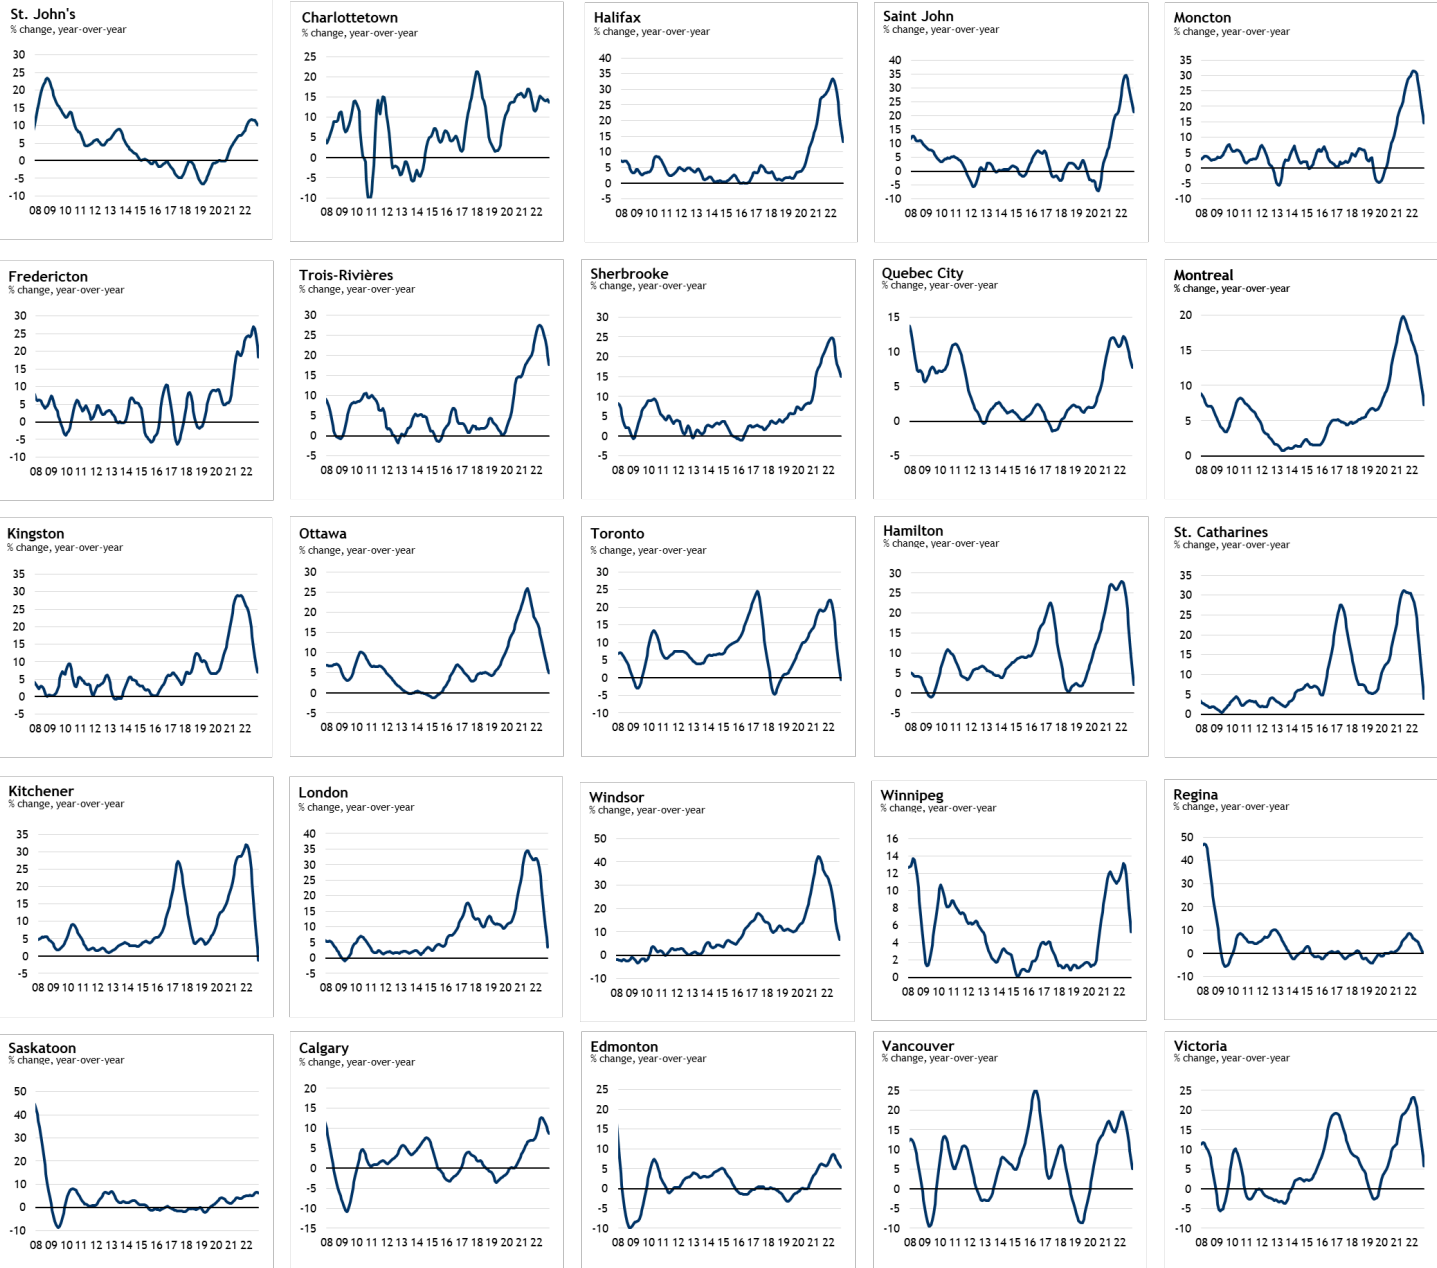 St. John's
% change, year-over-year
30
25
20
15
10
5
0
-5
-10
08 09 10 11 12 13 14 15 16 17 18 19 20 21 22
Charlottetown
% change, year-over-year
25
20
15
10
5
0
-5
-10
08 09 10 11 12 13 14 15 16 17 18 19 20 21 22
Halifax
% change, year-over-year
40
35
30
25
20
15
10
5
0
-5
08 09 10 11 12 13 14 15 16 17 18 19 20 21 22
Saint John
% change, year-over-year
40
35
30
25
20
15
10
5
0
-5
-10
08 09 10 11 12 13 14 15 16 17 18 19 20 21 22
Moncton
% change, year-over-year
35
30
25
20
15
10
5
0
-5
-10
08 09 10 11 12 13 14 15 16 17 18 19 20 21 22
Fredericton
% change, year-over-year
30
25
20
15
10
5
0
-5
-10
08 09 10 11 12 13 14 15 16 17 18 19 20 21 22
Trois-Rivières
% change, year-over-year
30
25
20
15
10
5
0
-5
08 09 10 11 12 13 14 15 16 17 18 19 20 21 22
Sherbrooke
% change, year-over-year
30
25
20
15
10
5
0
-5
08 09 10 11 12 13 14 15 16 17 18 19 20 21 22
Quebec City
% change, year-over-year
15
10
5
0
-5
08 09 10 11 12 13 14 15 16 17 18 19 20 21 22
Montreal
% change, year-over-year
20
15
10
5
0
08 09 10 11 12 13 14 15 16 17 18 19 20 21 22
Kingston
% change, year-over-year
35
30
25
20
15
10
5
0
-5
08 09 10 11 12 13 14 15 16 17 18 19 20 21 22
Ottawa
% change, year-over-year
30
25
20
15
10
5
0
-5
08 09 10 11 12 13 14 15 16 17 18 19 20 21 22
Toronto
% change, year-over-year
30
25
20
15
10
5
0
-5
-10
08 09 10 11 12 13 14 15 16 17 18 19 20 21 22
Hamilton
% change, year-over-year
30
25
20
15
10
5
0
-5
08 09 10 11 12 13 14 15 16 17 18 19 20 21 22
St. Catharines
% change, year-over-year
35
30
25
20
15
10
5
0
08 09 10 11 12 13 14 15 16 17 18 19 20 21 22
Kitchener
% change, year-over-year
35
30
25
20
15
10
5
0
-5
08 09 10 11 12 13 14 15 16 17 18 19 20 21 22
London
% change, year-over-year
40
35
30
25
20
15
10
5
0
-5
08 09 10 11 12 13 14 15 16 17 18 19 20 21 22
Windsor
% change, year-over-year
50
40
30
20
10
0
-10
08 09 10 11 12 13 14 15 16 17 18 19 20 21 22
Winnipeg
% change, year-over-year
16
14
12
10
8
6
4
2
0
08 09 10 11 12 13 14 15 16 17 18 19 20 21 22
Regina
% change, year-over-year
50
40
30
20
10
0
-10
08 09 10 11 12 13 14 15 16 17 18 19 20 21 22
Saskatoon
% change, year-over-year
50
40
30
20
10
0
-10
08 09 10 11 12 13 14 15 16 17 18 19 20 21 22
Calgary
% change, year-over-year
20
15
10
5
0
-5
-10
-15
08 09 10 11 12 13 14 15 16 17 18 19 20 21 22
Edmonton
% change, year-over-year
25
20
15
10
5
0
-5
-10
08 09 10 11 12 13 14 15 16 17 18 19 20 21 22
Vancouver
% change, year-over-year
25
20
15
10
5
0
-5
-10
08 09 10 11 12 13 14 15 16 17 18 19 20 21 22
Victoria
% change, year-over-year
25
20
15
10
5
0
-5
-10
08 09 10 11 12 13 14 15 16 17 18 19 20 21 22